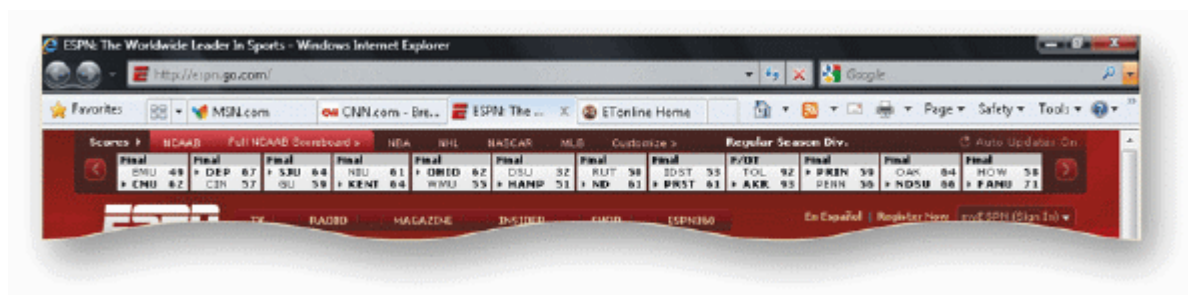 ESPN: The Worldwide Leader In Sports - Windows Internet Explorer
http://espn.go.com/ Google
Favorites MSN.com CNN.com - Bre... ESPN: The ... X ETonline Home Page Safety Tools
Scores NCAAB Full NCAAB Scoreboard > NBA NHL NASCAR MLB Customize > Regular Season Div. Auto Updates On
Final Final Final Final Final Final Final F/OT Final Final Final
EMU 49 DEP 67 SJU 64 NIU 61 OHIO 62 DSU 32 RUT 58 IDST 53 TOL 92 PRIN 59 OAK 84 HOW 58
CMU 62 CIN 57 GU 59 KENT 64 WMU 55 HAMP 51 ND 61 PRST 61 AKR 93 PENN NDSU FAMU 71
ESPN TV RADIO MAGAZINE INSIDER SHOP ESPN360 En Español | Register Now myESPN (Sign In)